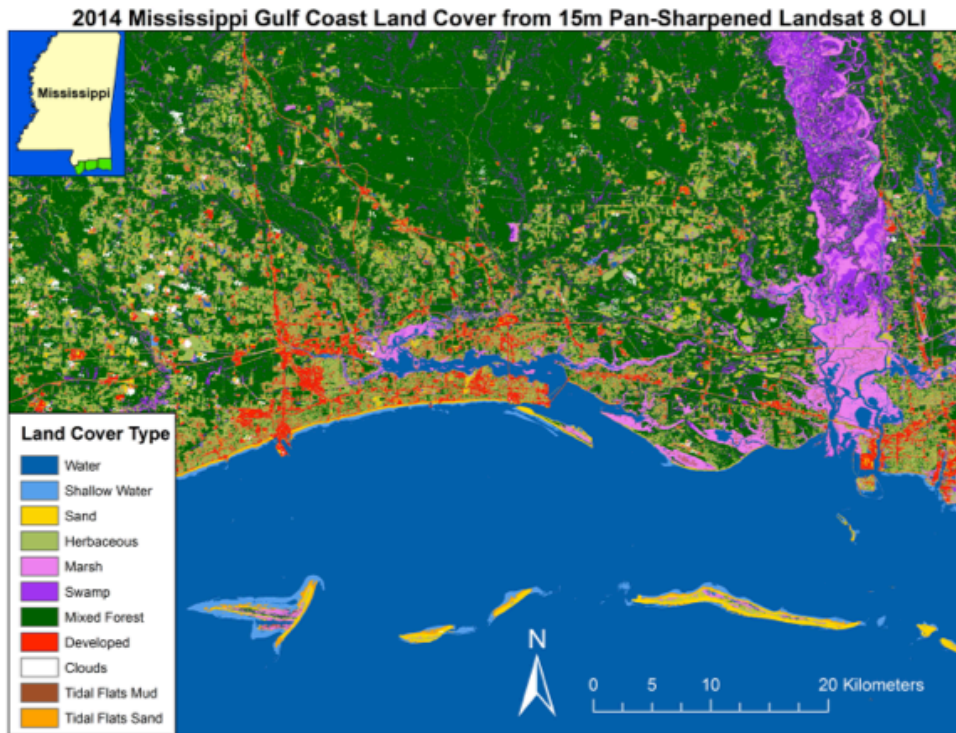 2014 Mississippi Gulf Coast Land Cover from 15m Pan-Sharpened Landsat 8 OLI
Mississippi
Land Cover Type
Water
Shallow Water
Sand
Herbaceous
Marsh
Swamp
Mixed Forest
Developed
Clouds
Tidal Flats Mud
Tidal Flats Sand
N
0 5 10 20 Kilometers